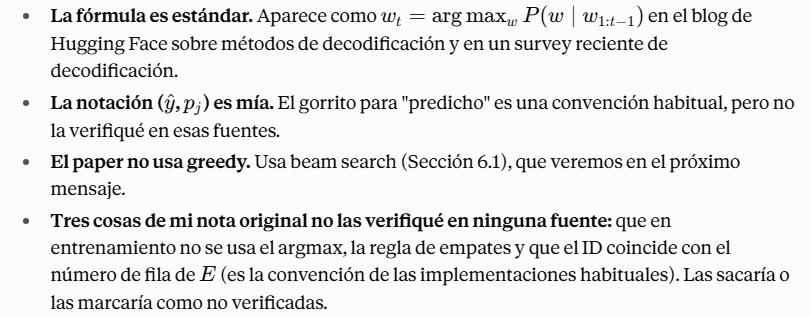 • La fórmula es estándar. Aparece como $w_t = \arg\max_w P(w \mid w_{1:t-1})$ en el blog de
Hugging Face sobre métodos de decodificación y en un survey reciente de
decodificación.
• La notación ($\hat{y}, p_j$) es mía. El gorrito para "predicho" es una convención habitual, pero no
la verifiqué en esas fuentes.
• El paper no usa greedy. Usa beam search (Sección 6.1), que veremos en el próximo
mensaje.
• Tres cosas de mi nota original no las verifiqué en ninguna fuente: que en
entrenamiento no se usa el argmax, la regla de empates y que el ID coincide con el
número de fila de $E$ (es la convención de las implementaciones habituales). Las sacaría o
las marcaría como no verificadas.